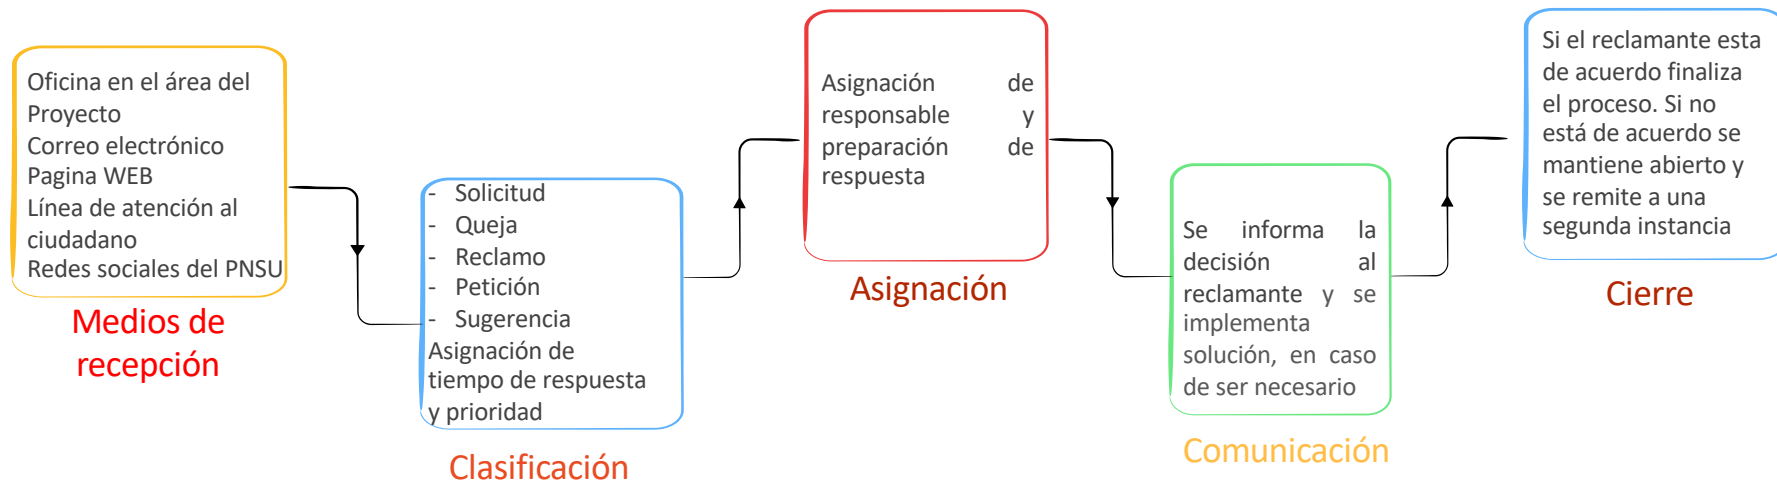 Oficina en el área del
Proyecto
Correo electrónico
Pagina WEB
Línea de atención al
ciudadano
Redes sociales del PNSU
Medios de
recepción
- Solicitud
- Queja
- Reclamo
- Petición
- Sugerencia
Asignación de
tiempo de respuesta
y prioridad
Clasificación
Asignación de
responsable y
preparación de
respuesta
Asignación
Se informa la
decisión al
reclamante y se
implementa
solución, en caso
de ser necesario
Comunicación
Si el reclamante esta
de acuerdo finaliza
el proceso. Si no
está de acuerdo se
mantiene abierto y
se remite a una
segunda instancia
Cierre